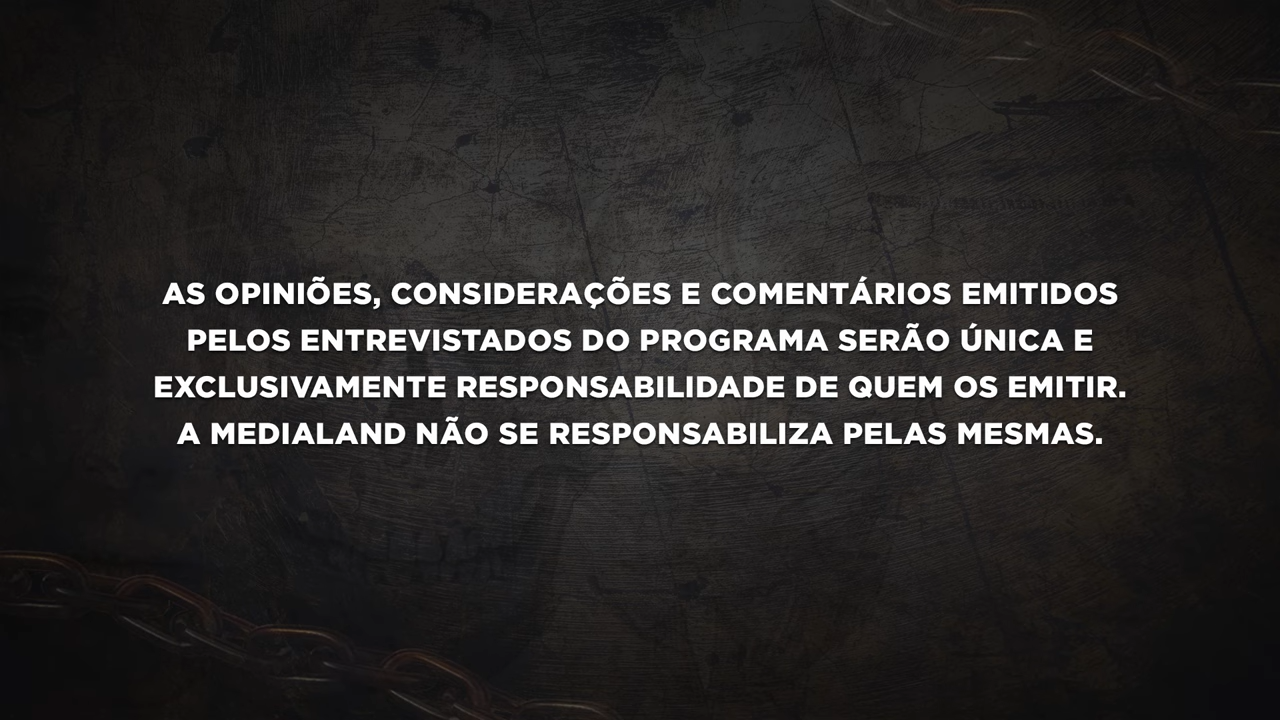 AS OPINIÕES, CONSIDERAÇÕES E COMENTÁRIOS EMITIDOS
PELOS ENTREVISTADOS DO PROGRAMA SERÃO ÚNICA E
EXCLUSIVAMENTE RESPONSABILIDADE DE QUEM OS EMITIR.
A MEDIALAND NÃO SE RESPONSABILIZA PELAS MESMAS.